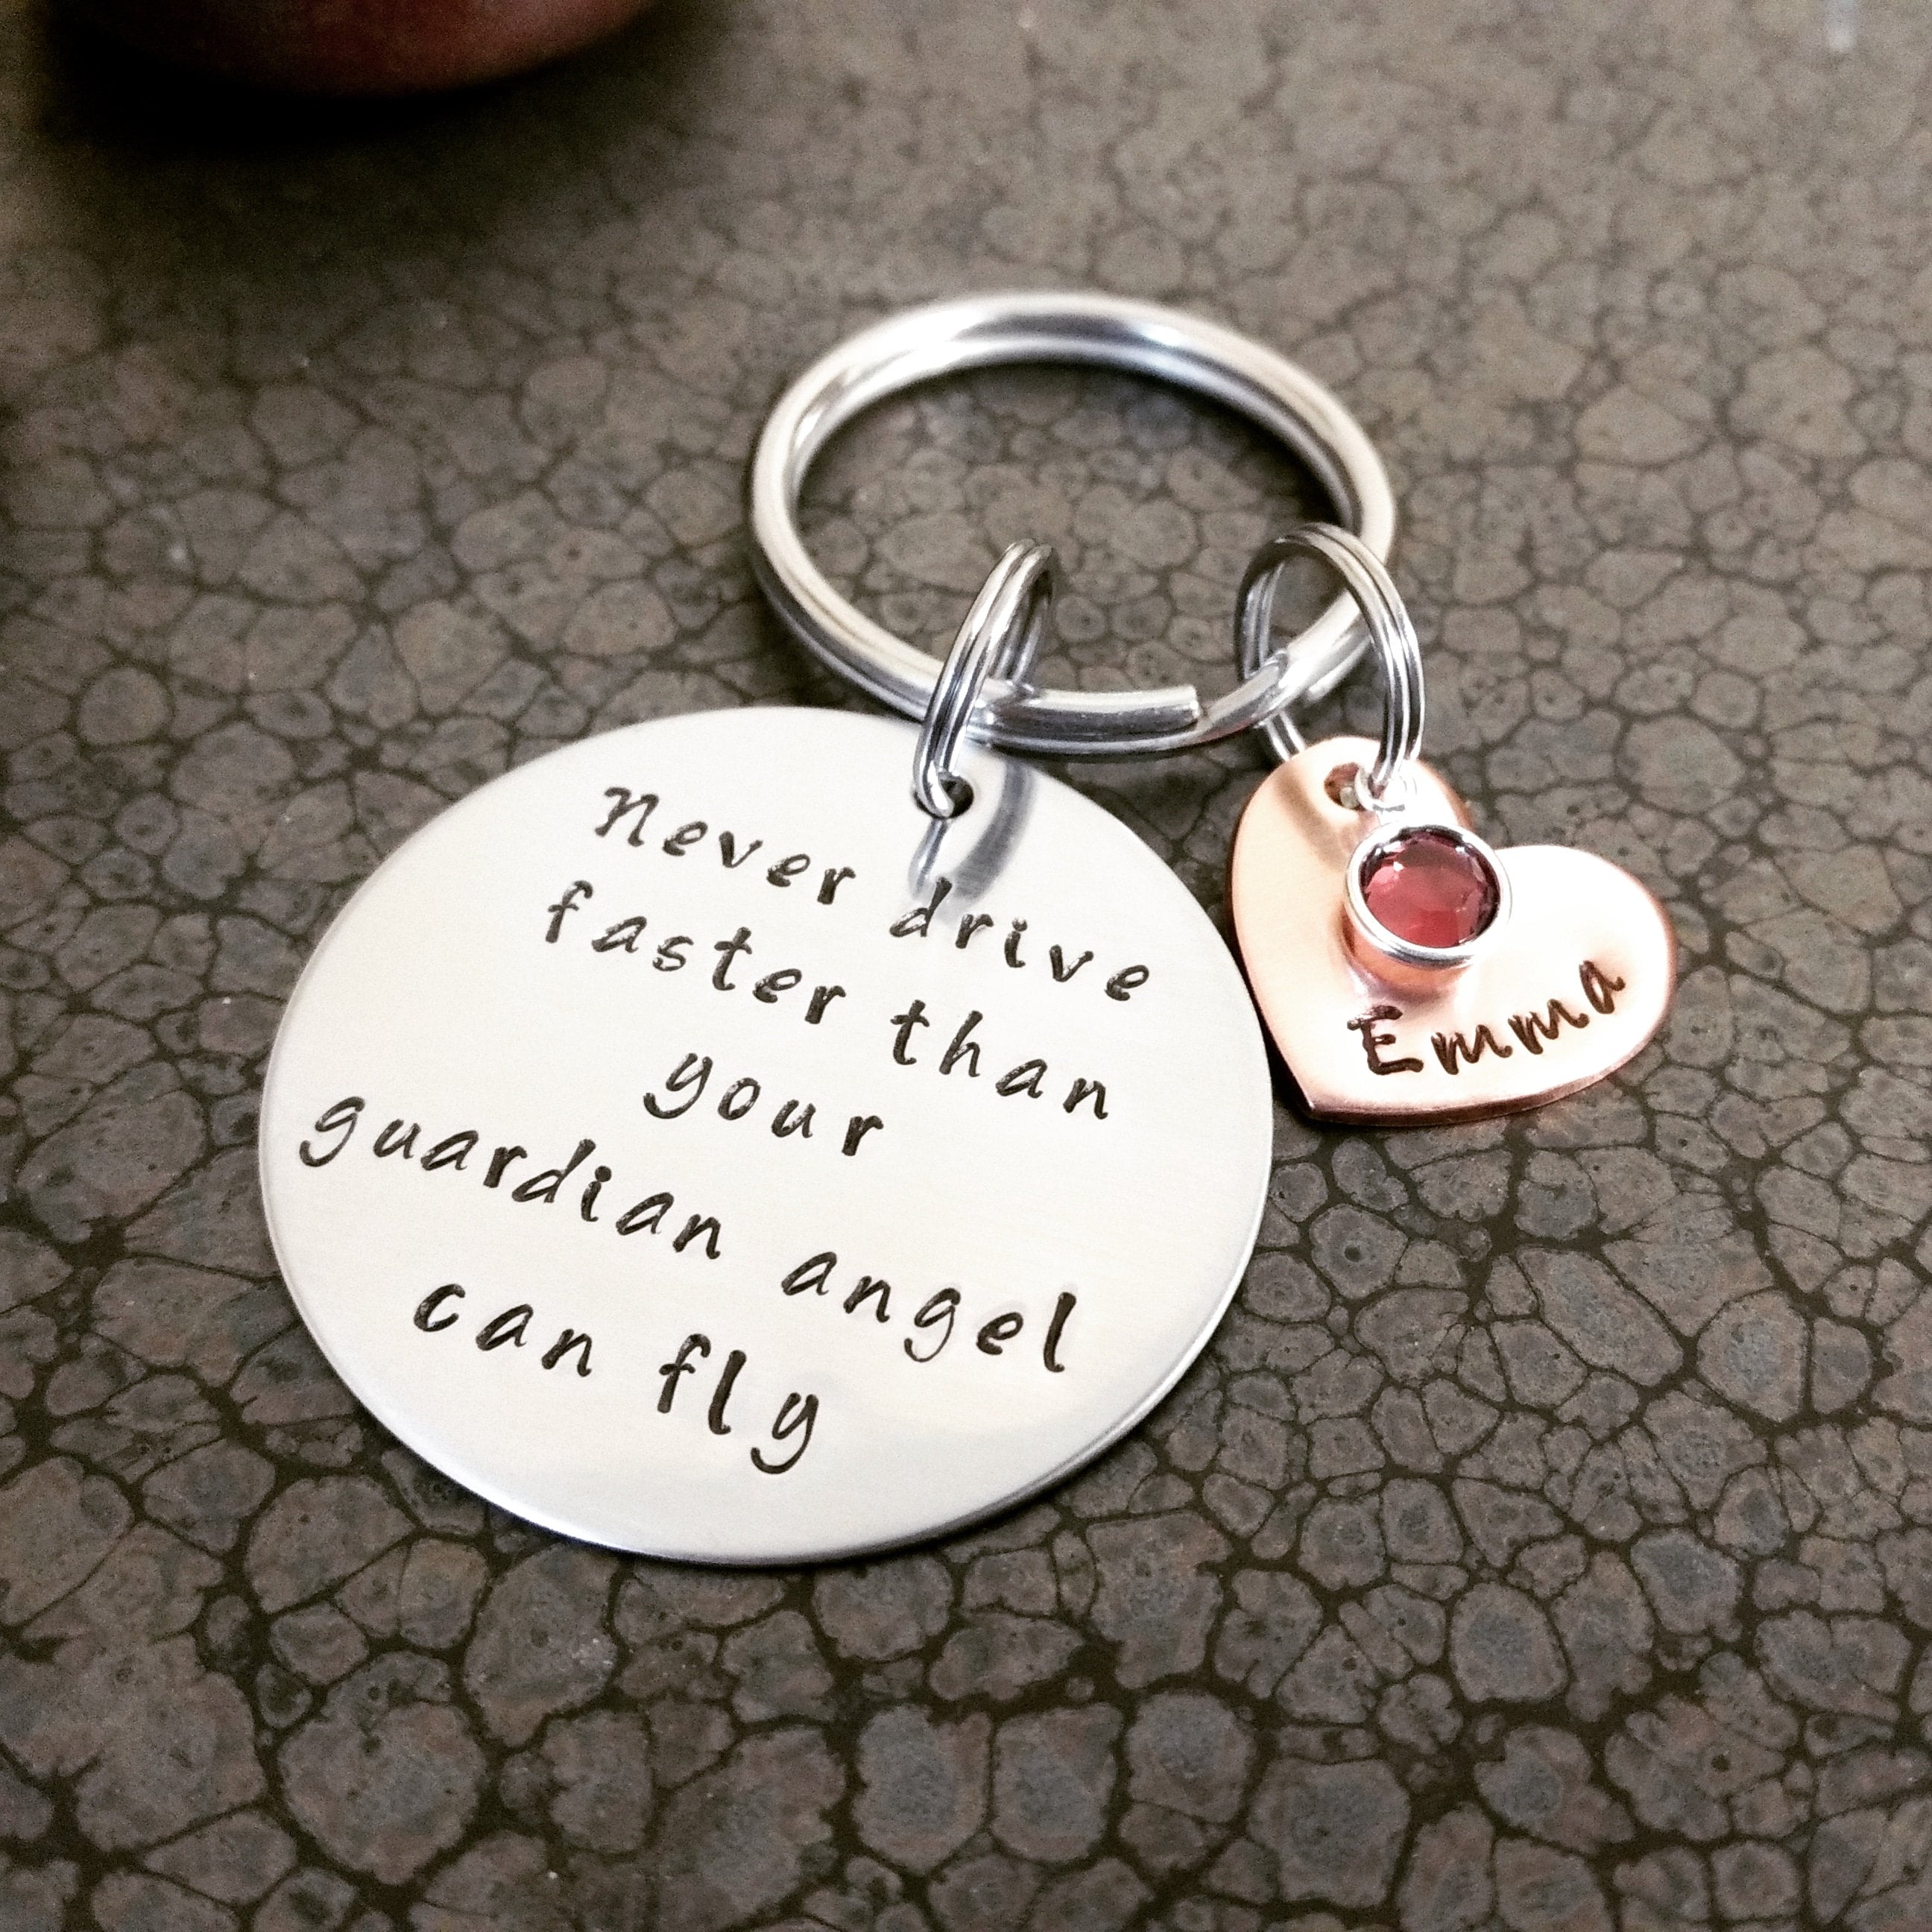 Never drive
faster than
your
guardian angel
can fly
Emma